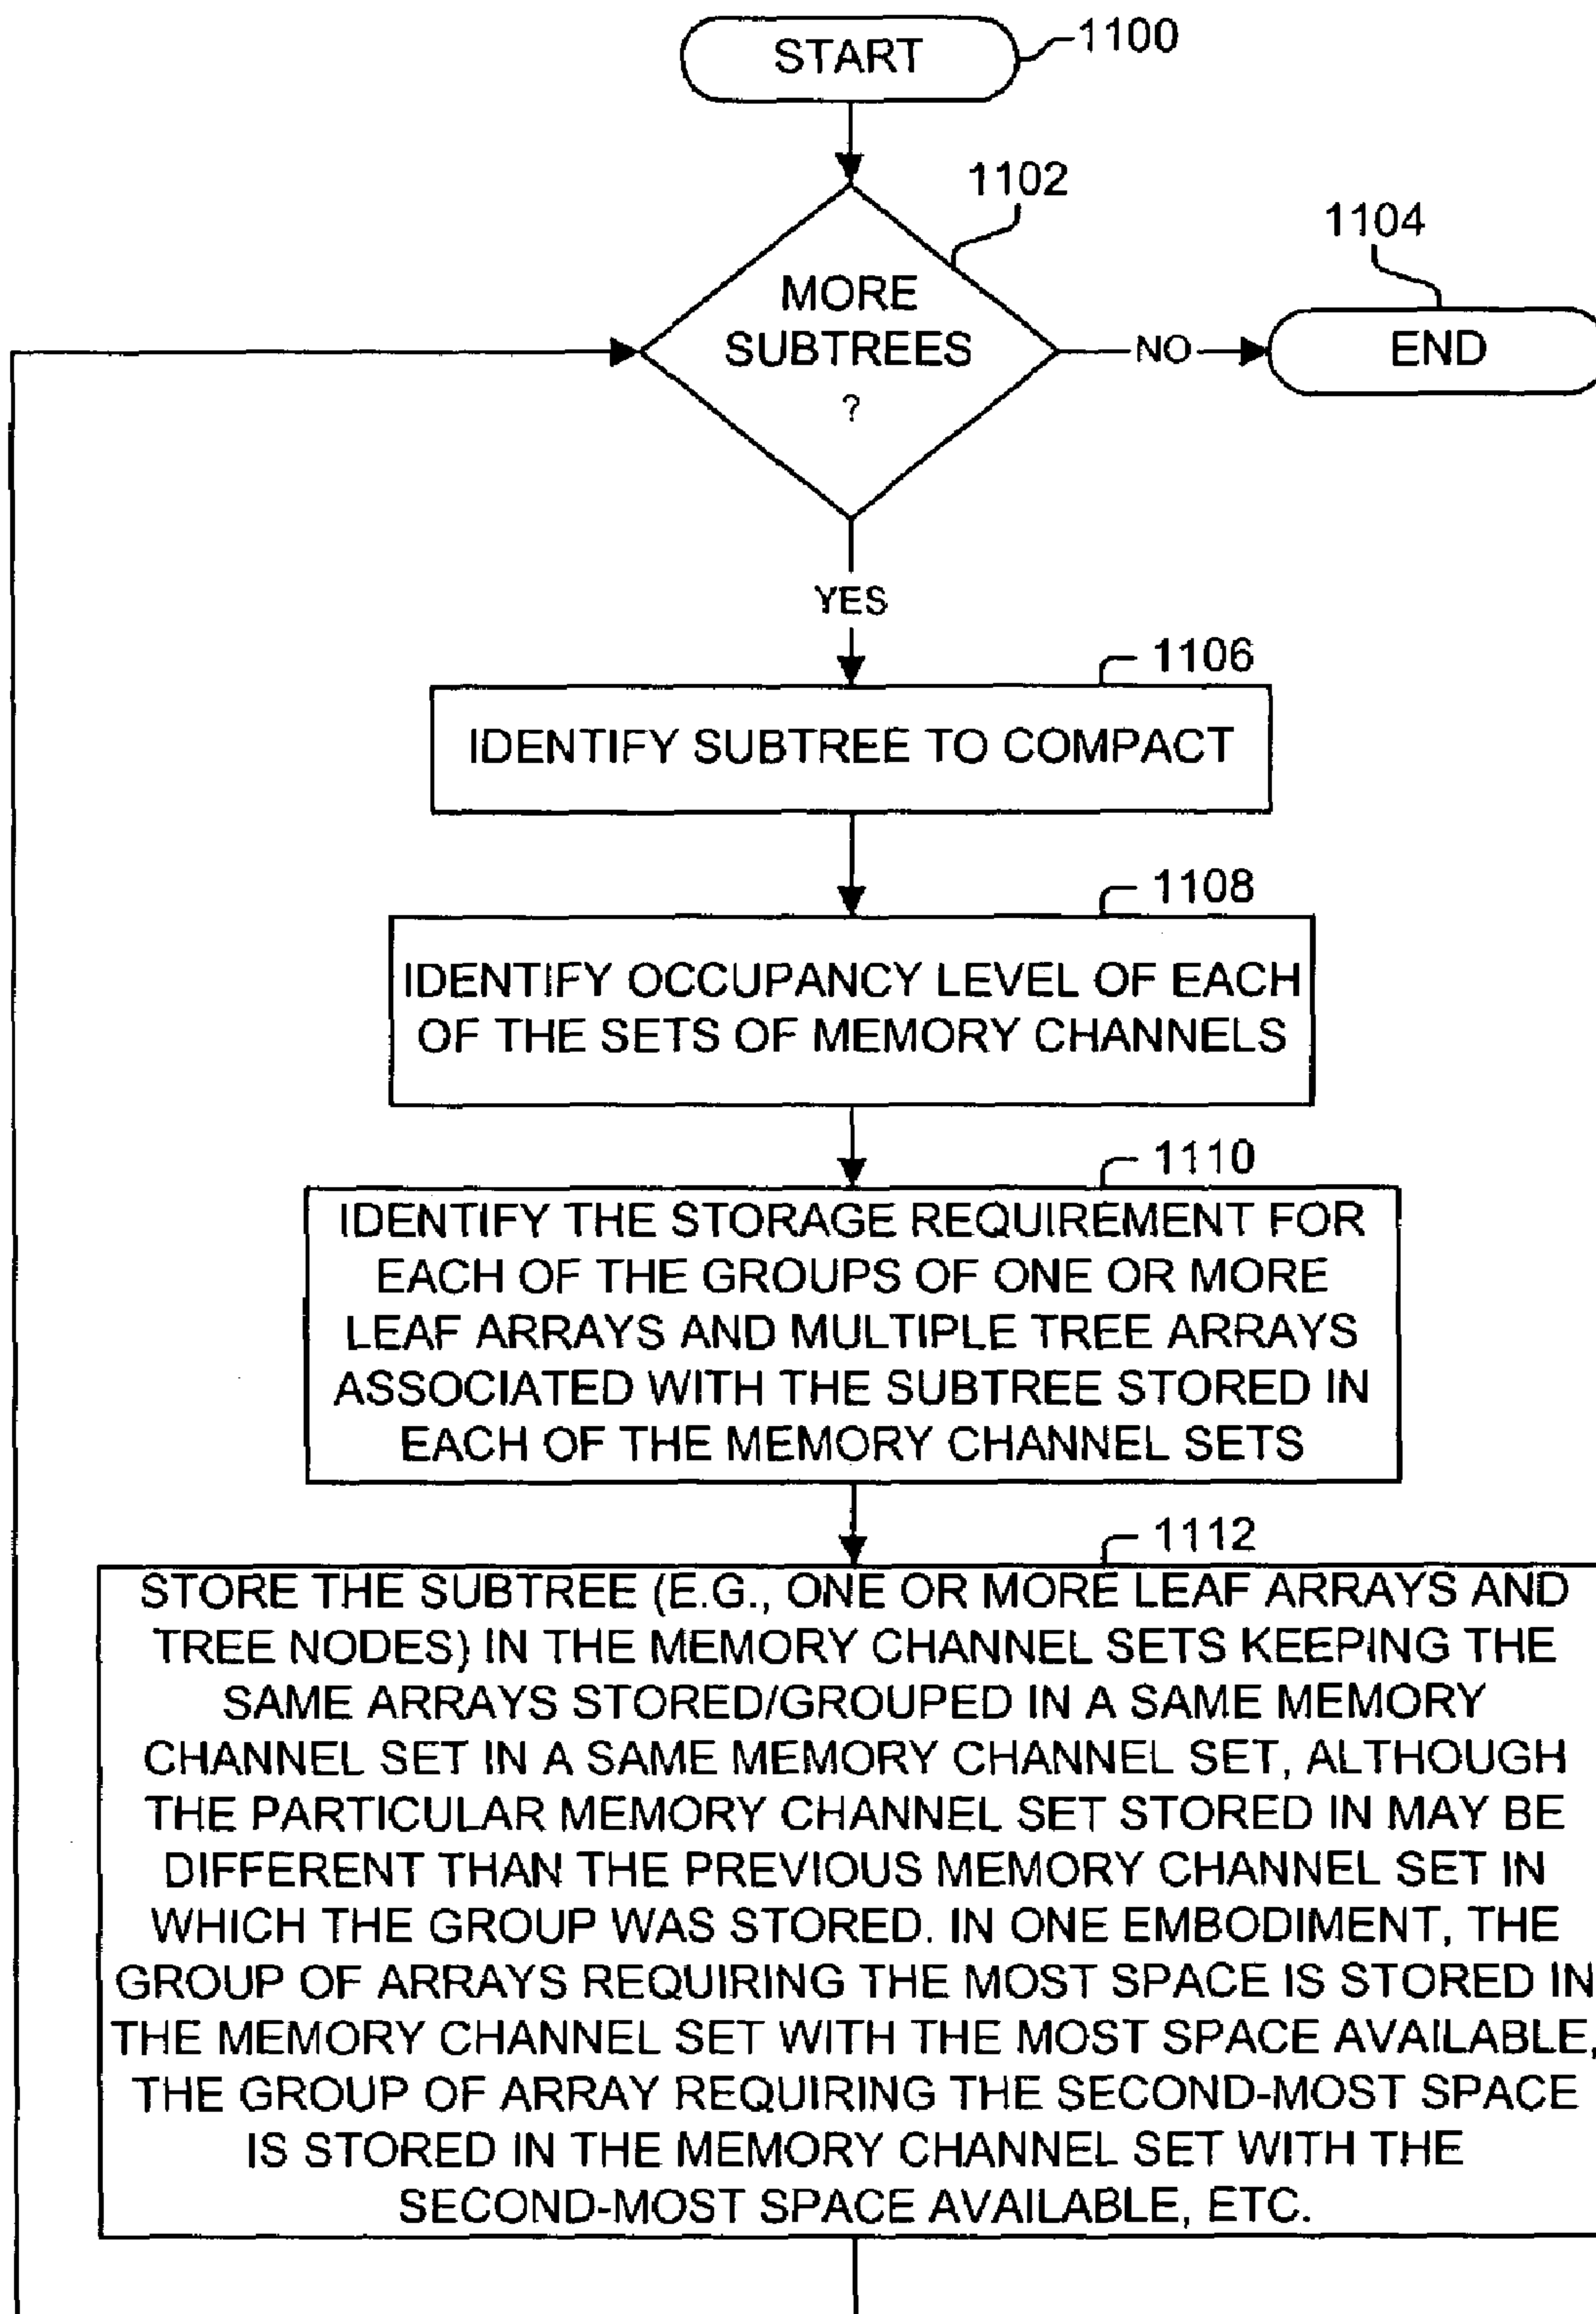 START
1100
1102
MORE
SUBTREES
?
NO
1104
END
YES
1106
IDENTIFY SUBTREE TO COMPACT
1108
IDENTIFY OCCUPANCY LEVEL OF EACH
OF THE SETS OF MEMORY CHANNELS
1110
IDENTIFY THE STORAGE REQUIREMENT FOR
EACH OF THE GROUPS OF ONE OR MORE
LEAF ARRAYS AND MULTIPLE TREE ARRAYS
ASSOCIATED WITH THE SUBTREE STORED IN
EACH OF THE MEMORY CHANNEL SETS
1112
STORE THE SUBTREE (E.G., ONE OR MORE LEAF ARRAYS AND
TREE NODES) IN THE MEMORY CHANNEL SETS KEEPING THE
SAME ARRAYS STORED/GROUPED IN A SAME MEMORY
CHANNEL SET IN A SAME MEMORY CHANNEL SET, ALTHOUGH
THE PARTICULAR MEMORY CHANNEL SET STORED IN MAY BE
DIFFERENT THAN THE PREVIOUS MEMORY CHANNEL SET IN
WHICH THE GROUP WAS STORED. IN ONE EMBODIMENT, THE
GROUP OF ARRAYS REQUIRING THE MOST SPACE IS STORED IN
THE MEMORY CHANNEL SET WITH THE MOST SPACE AVAILABLE,
THE GROUP OF ARRAY REQUIRING THE SECOND-MOST SPACE
IS STORED IN THE MEMORY CHANNEL SET WITH THE
SECOND-MOST SPACE AVAILABLE, ETC.